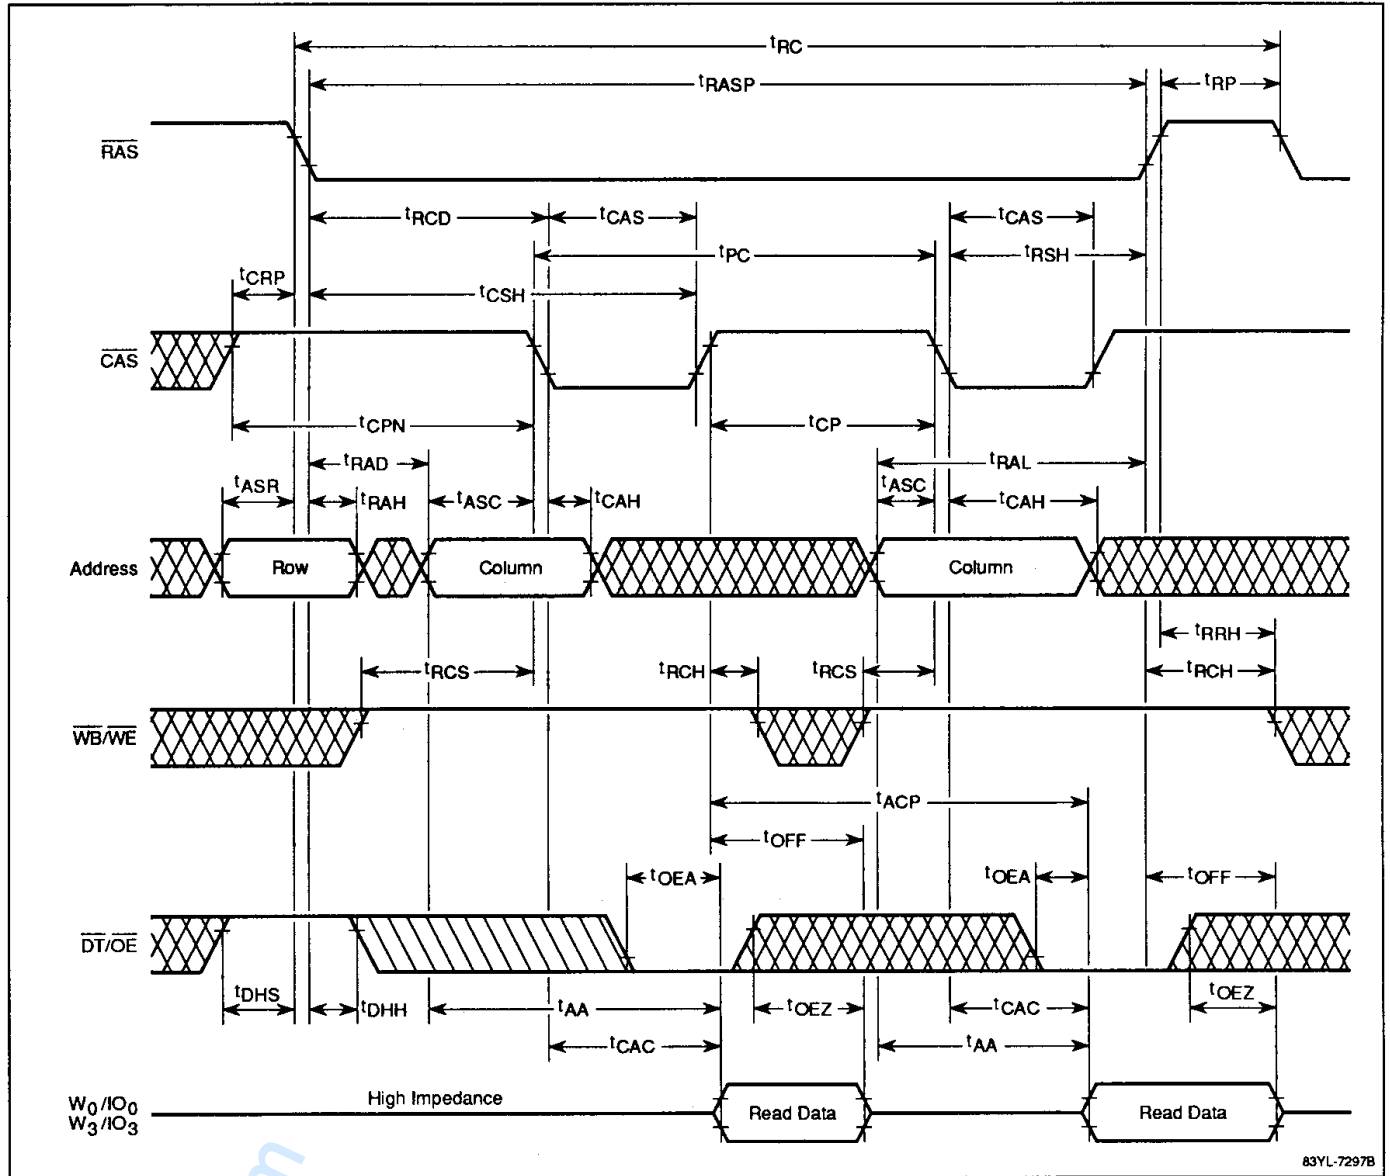 tRC
tRASP
tRP
RAS
tRCD
tCAS
tCAS
tPC
tRSH
tCRP
tCSH
CAS
tCPN
tCP
tRAD
tRAL
tASR
tRAH
tASC
tCAH
tASC
tCAH
Address
Row
Column
Column
tRRH
tRCS
tRCH
tRCS
tRCH
WB/WE
tACP
tOFF
tOEA
tOEA
tOFF
DT/OE
tDHS
tDHH
tAA
tOEZ
tCAC
tOEZ
tCAC
tAA
High Impedance
W0/IO0
W3/IO3
Read Data
Read Data
83YL-7297B